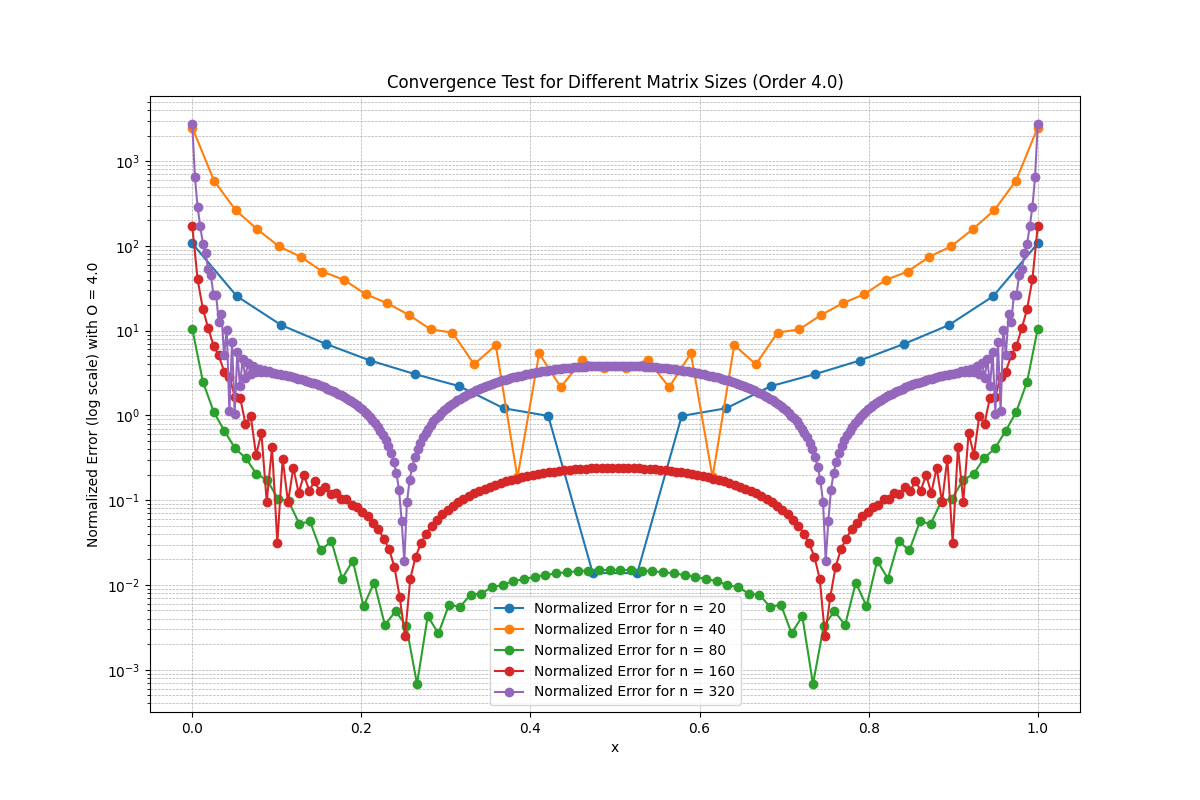 Convergence Test for Different Matrix Sizes (Order 4.0)
Normalized Error (log scale) with O = 4.0
10³
10²
10¹
10⁰
10⁻¹
10⁻²
10⁻³
Normalized Error for n = 20
Normalized Error for n = 40
Normalized Error for n = 80
Normalized Error for n = 160
Normalized Error for n = 320
0.0 0.2 0.4 0.6 0.8 1.0
x